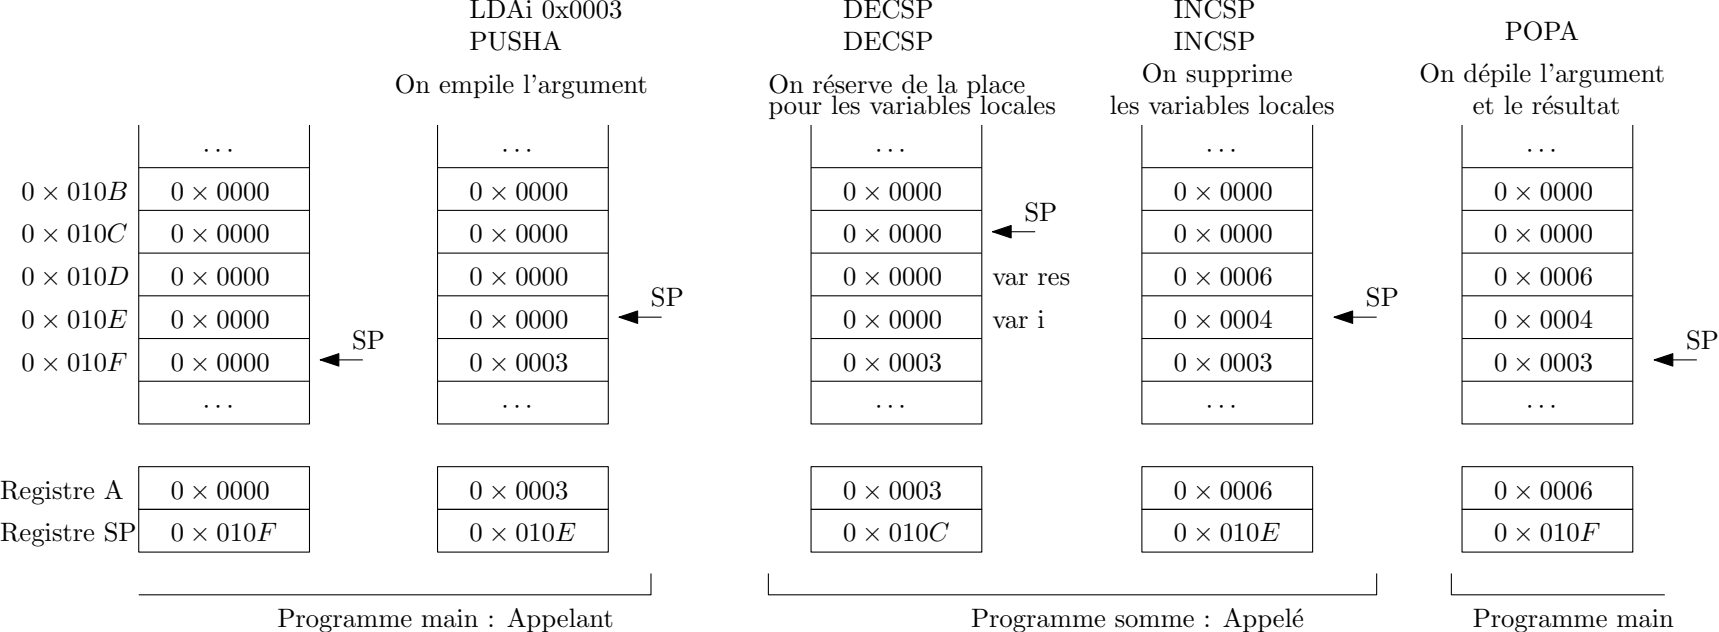 LDAi 0x0003
PUSHA
On empile l'argument
DECSP
DECSP
On réserve de la place
pour les variables locales
INCSP
INCSP
On supprime
les variables locales
POPA
On dépile l'argument
et le résultat
... ... ... ... ...
0 × 010B 0 × 0000 0 × 0000 0 × 0000 0 × 0000 0 × 0000
SP
0 × 010C 0 × 0000 0 × 0000 0 × 0000 0 × 0000 0 × 0000
0 × 010D 0 × 0000 0 × 0000 0 × 0000 var res 0 × 0006 0 × 0006
SP SP
0 × 010E 0 × 0000 0 × 0000 0 × 0000 var i 0 × 0004 0 × 0004
SP SP
0 × 010F 0 × 0000 0 × 0003 0 × 0003 0 × 0003 0 × 0003
... ... ... ... ...
Registre A 0 × 0000 0 × 0003 0 × 0003 0 × 0006 0 × 0006
Registre SP 0 × 010F 0 × 010E 0 × 010C 0 × 010E 0 × 010F
Programme main : Appelant Programme somme : Appelé Programme main